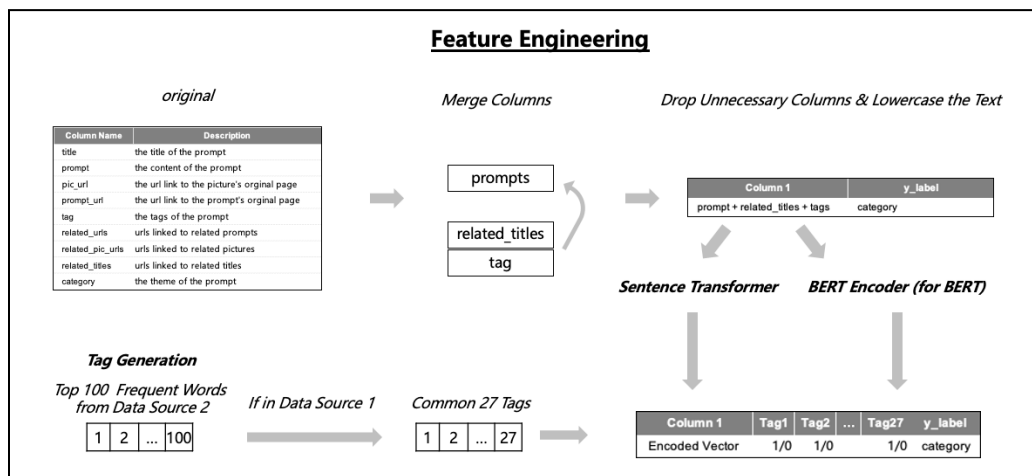 Feature Engineering
original
Merge Columns
Drop Unnecessary Columns & Lowercase the Text
Column Name Description
title the title of the prompt
prompt the content of the prompt
pic_url the url link to the picture's orginal page
prompt_url the url link to the prompt's orginal page
tag the tags of the prompt
related_urls urls linked to related prompts
related_pic_urls urls linked to related pictures
related_titles urls linked to related titles
category the theme of the prompt
prompts
related_titles
tag
Column 1 y_label
prompt + related_titles + tags category
Sentence Transformer
BERT Encoder (for BERT)
Tag Generation
Top 100 Frequent Words
from Data Source 2
1 2 ... 100
If in Data Source 1
Common 27 Tags
1 2 ... 27
Column 1 Tag1 Tag2 ... Tag27 y_label
Encoded Vector 1/0 1/0 1/0 category